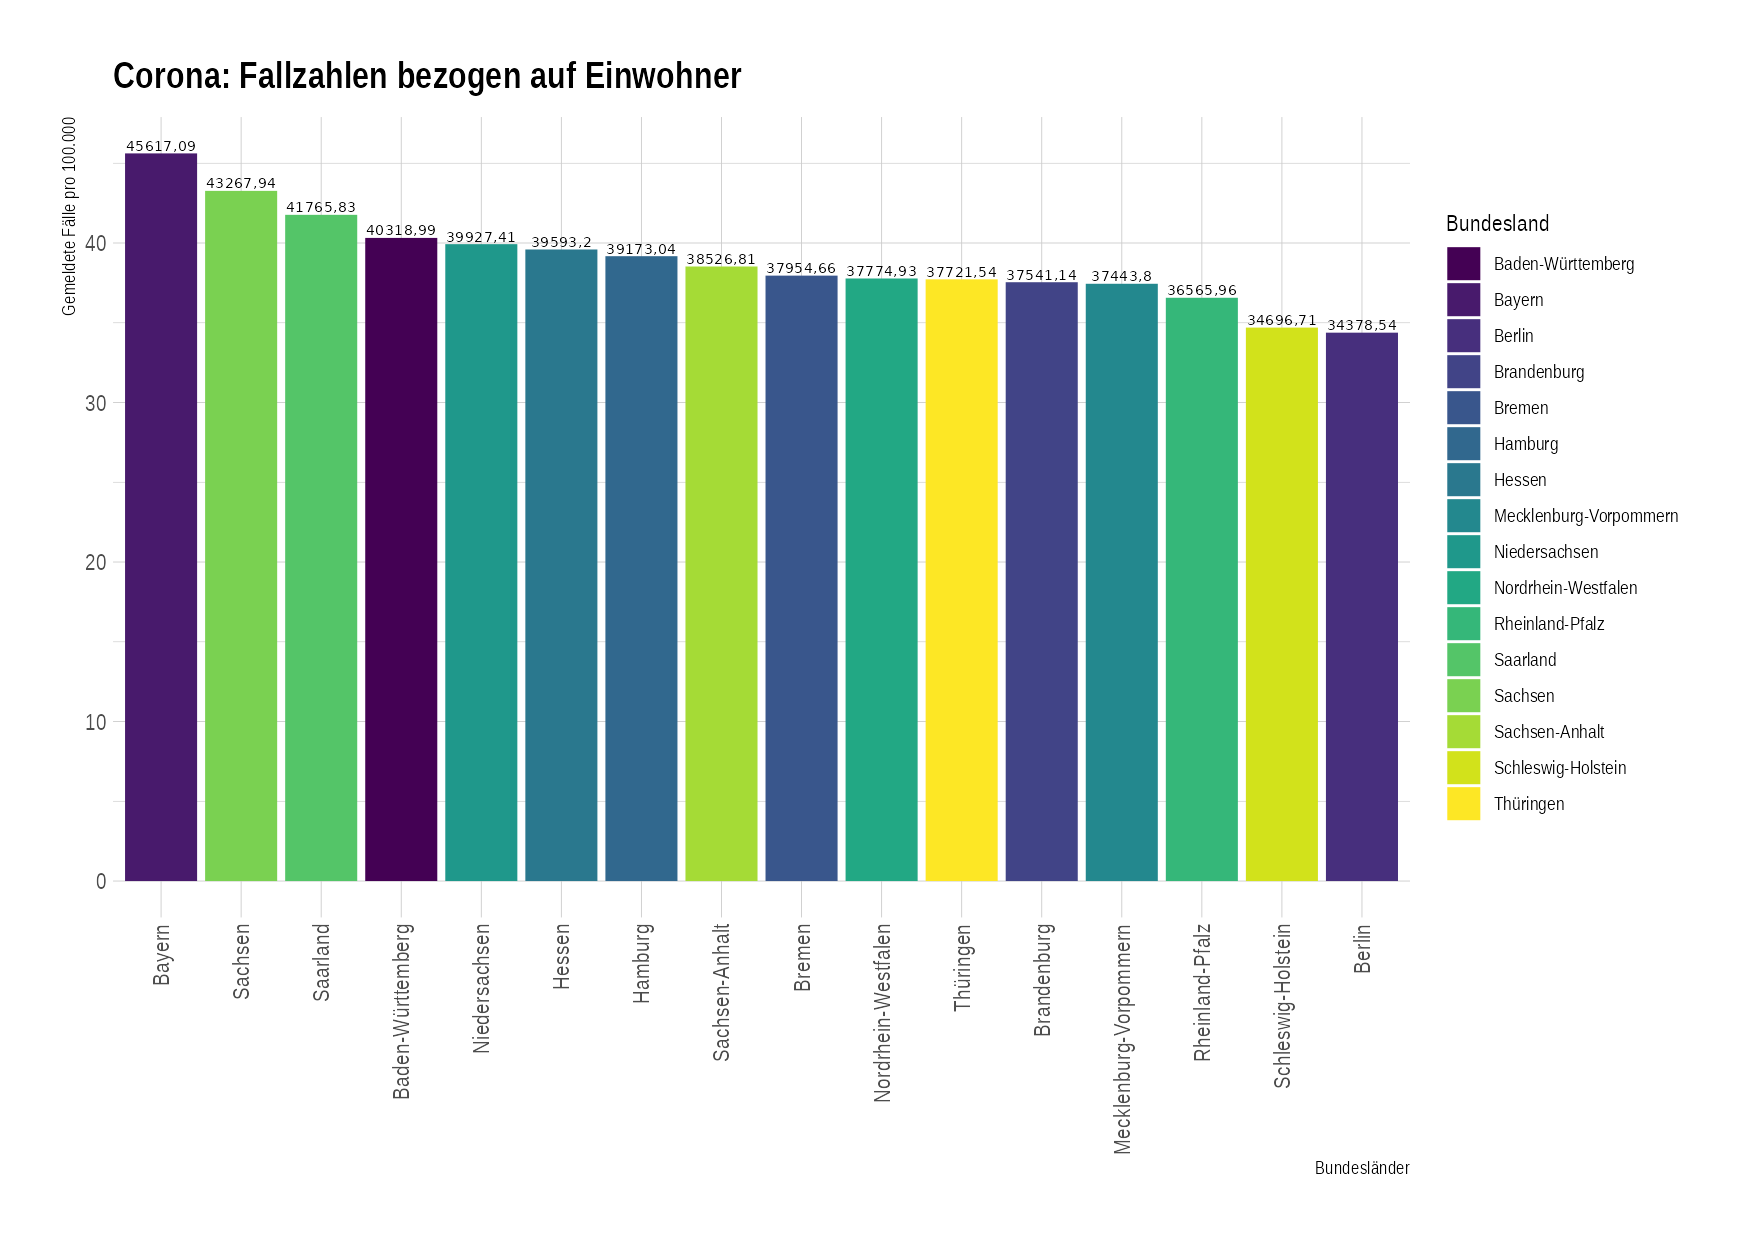 Corona: Fallzahlen bezogen auf Einwohner
Gemeldete Fälle pro 100.000
45617,09
43267,94
41765,83
40318,99
39927,41
39593,2
39173,04
38526,81
37954,66
37774,93
37721,54
37541,14
37443,8
36565,96
34696,71
34378,54
40
30
20
10
0
Bayern
Sachsen
Saarland
Baden-Württemberg
Niedersachsen
Hessen
Hamburg
Sachsen-Anhalt
Bremen
Nordrhein-Westfalen
Thüringen
Brandenburg
Mecklenburg-Vorpommern
Rheinland-Pfalz
Schleswig-Holstein
Berlin
Bundesländer
Bundesland
Baden-Württemberg
Bayern
Berlin
Brandenburg
Bremen
Hamburg
Hessen
Mecklenburg-Vorpommern
Niedersachsen
Nordrhein-Westfalen
Rheinland-Pfalz
Saarland
Sachsen
Sachsen-Anhalt
Schleswig-Holstein
Thüringen